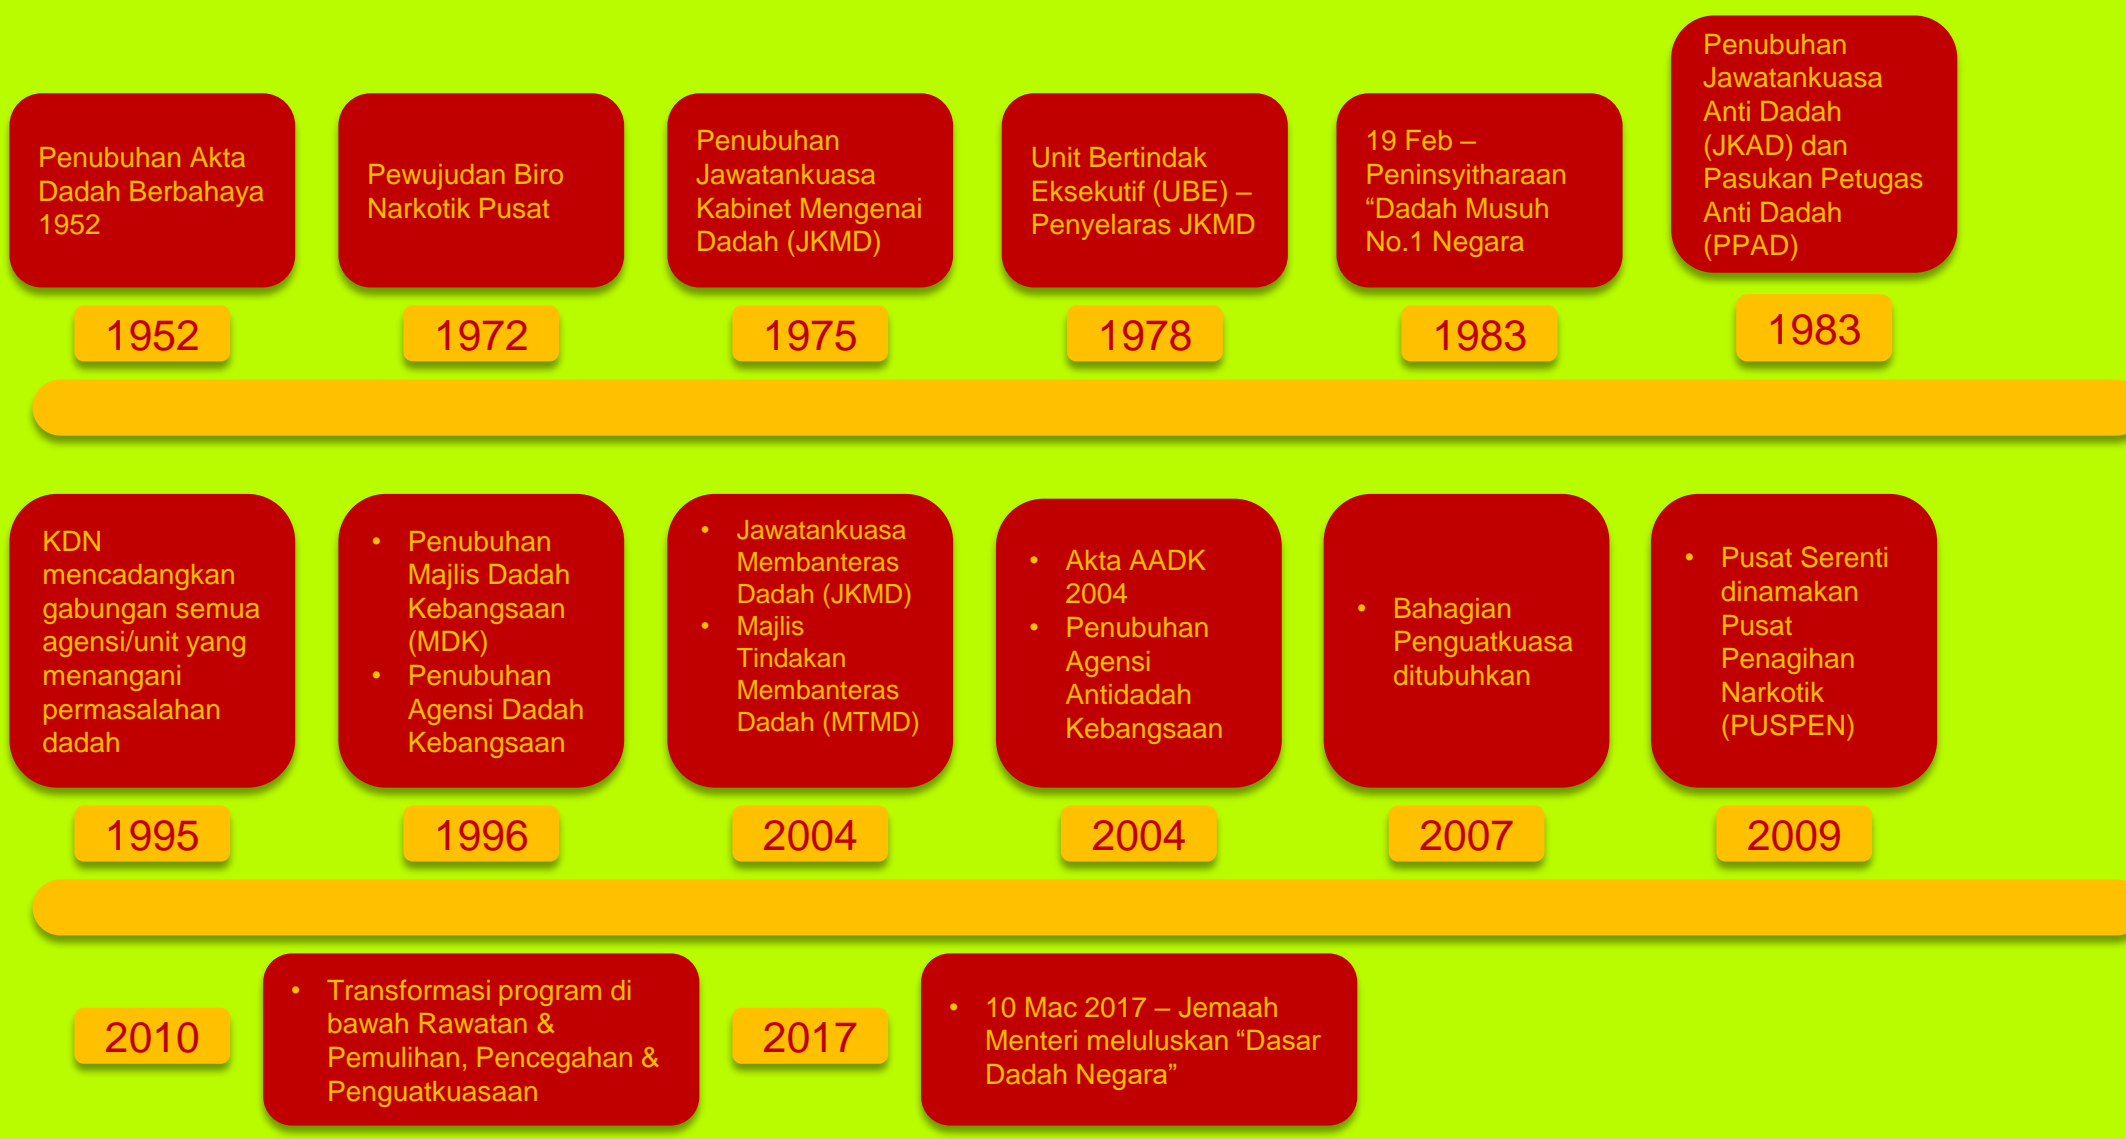 Penubuhan Akta
Dadah Berbahaya
1952
1952
Pewujudan Biro
Narkotik Pusat
1972
Penubuhan
Jawatankuasa
Kabinet Mengenai
Dadah (JKMD)
1975
Unit Bertindak
Eksekutif (UBE) –
Penyelaras JKMD
1978
19 Feb –
Peninsyitharaan
“Dadah Musuh
No.1 Negara
1983
Penubuhan
Jawatankuasa
Anti Dadah
(JKAD) dan
Pasukan Petugas
Anti Dadah
(PPAD)
1983
KDN
mencadangkan
gabungan semua
agensi/unit yang
menangani
permasalahan
dadah
1995
• Penubuhan
Majlis Dadah
Kebangsaan
(MDK)
• Penubuhan
Agensi Dadah
Kebangsaan
1996
• Jawatankuasa
Membanteras
Dadah (JKMD)
• Majlis
Tindakan
Membanteras
Dadah (MTMD)
2004
• Akta AADK
2004
• Penubuhan
Agensi
Antidadah
Kebangsaan
2004
• Bahagian
Penguatkuasa
ditubuhkan
2007
• Pusat Serenti
dinamakan
Pusat
Penagihan
Narkotik
(PUSPEN)
2009
2010
• Transformasi program di
bawah Rawatan &
Pemulihan, Pencegahan &
Penguatkuasaan
2017
• 10 Mac 2017 – Jemaah
Menteri meluluskan “Dasar
Dadah Negara”